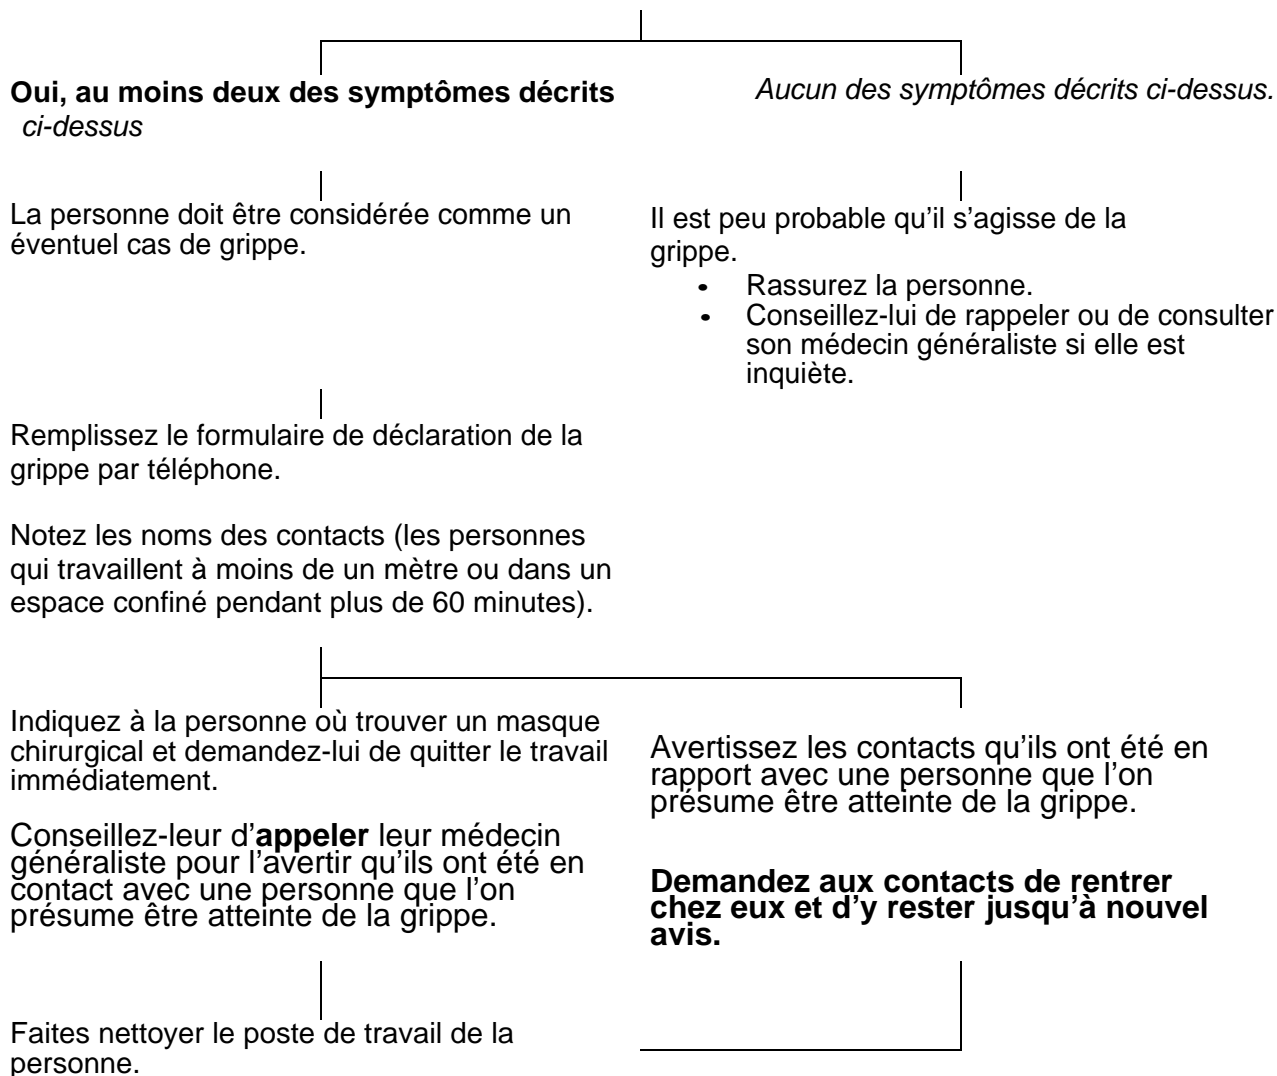 Oui, au moins deux des symptômes décrits
ci-dessus
Aucun des symptômes décrits ci-dessus.
La personne doit être considérée comme un
éventuel cas de grippe.
Il est peu probable qu’il s’agisse de la
grippe.
• Rassurez la personne.
• Conseillez-lui de rappeler ou de consulter
son médecin généraliste si elle est
inquiète.
Remplissez le formulaire de déclaration de la
grippe par téléphone.
Notez les noms des contacts (les personnes
qui travaillent à moins de un mètre ou dans un
espace confiné pendant plus de 60 minutes).
Indiquez à la personne où trouver un masque
chirurgical et demandez-lui de quitter le travail
immédiatement.
Conseillez-leur d’appeler leur médecin
généraliste pour l’avertir qu’ils ont été en
contact avec une personne que l’on
présume être atteinte de la grippe.
Avertissez les contacts qu’ils ont été en
rapport avec une personne que l’on
présume être atteinte de la grippe.
Demandez aux contacts de rentrer
chez eux et d’y rester jusqu’à nouvel
avis.
Faites nettoyer le poste de travail de la
personne.